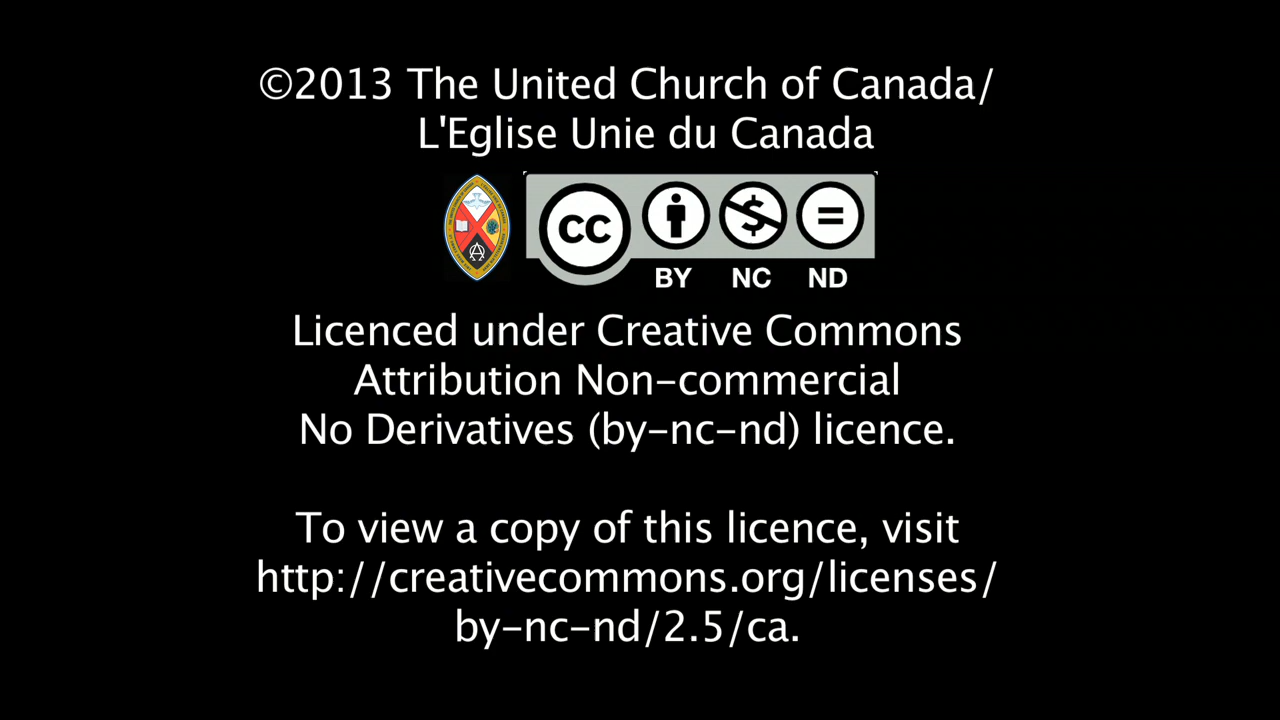 ©2013 The United Church of Canada/
L'Eglise Unie du Canada
CC
BY NC ND
Licenced under Creative Commons
Attribution Non-commercial
No Derivatives (by-nc-nd) licence.
To view a copy of this licence, visit
http://creativecommons.org/licenses/
by-nc-nd/2.5/ca.